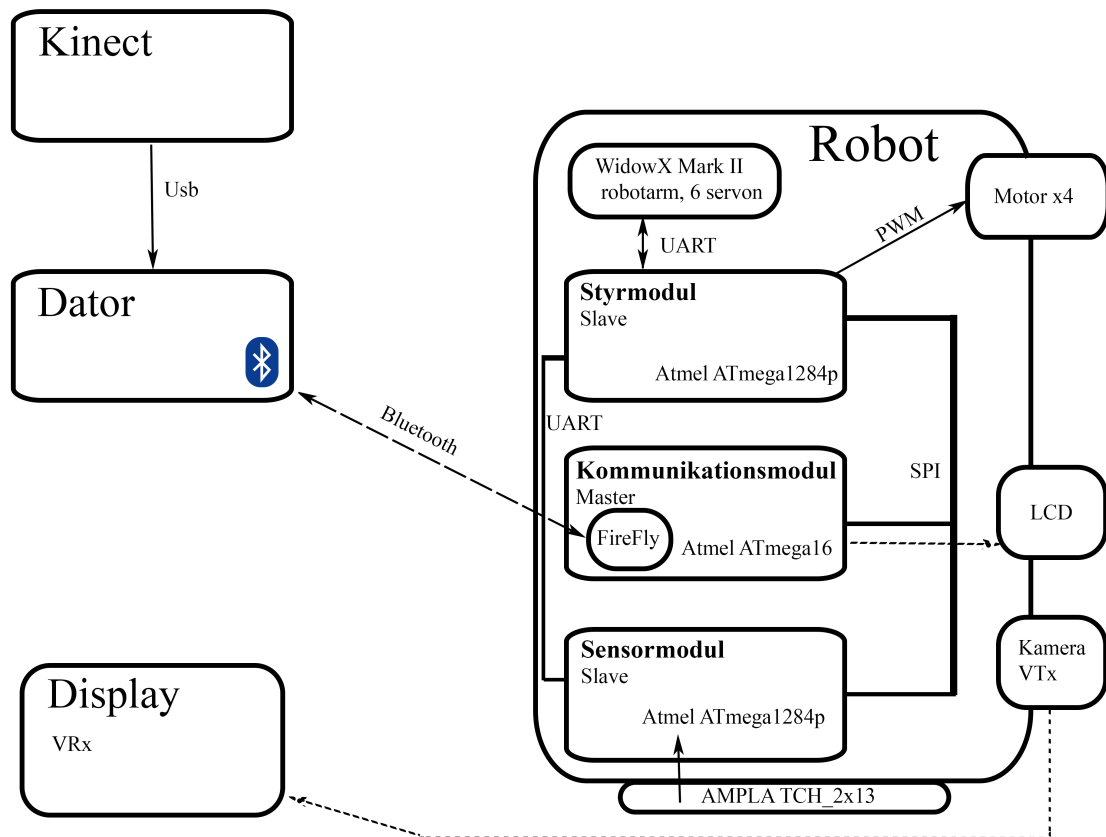 Kinect
Usb
Dator
Bluetooth
Display
VRx
Robot
WidowX Mark II
robotarm, 6 servon
UART
PWM
Motor x4
Styrmodul
Slave
Atmel ATmega1284p
UART
SPI
Kommunikationsmodul
Master
FireFly
Atmel ATmega16
LCD
Sensormodul
Slave
Atmel ATmega1284p
Kamera
VTx
AMPLA TCH_2x13